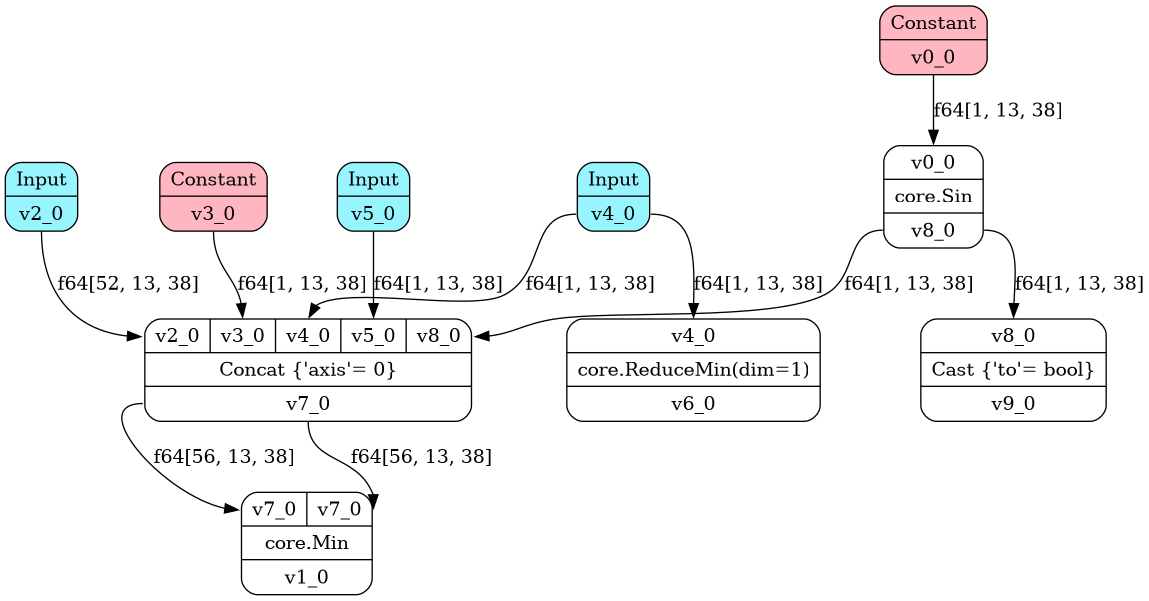 Constant
v0_0
f64[1, 13, 38]
Input
v2_0
Constant
v3_0
Input
v5_0
Input
v4_0
v0_0
core.Sin
v8_0
f64[52, 13, 38]
f64[1, 13, 38]
f64[1, 13, 38]
f64[1, 13, 38]
f64[1, 13, 38]
f64[1, 13, 38]
f64[1, 13, 38]
v2_0 v3_0 v4_0 v5_0 v8_0
Concat {'axis'= 0}
v7_0
v4_0
core.ReduceMin(dim=1)
v6_0
v8_0
Cast {'to'= bool}
v9_0
f64[56, 13, 38]
f64[56, 13, 38]
v7_0 v7_0
core.Min
v1_0